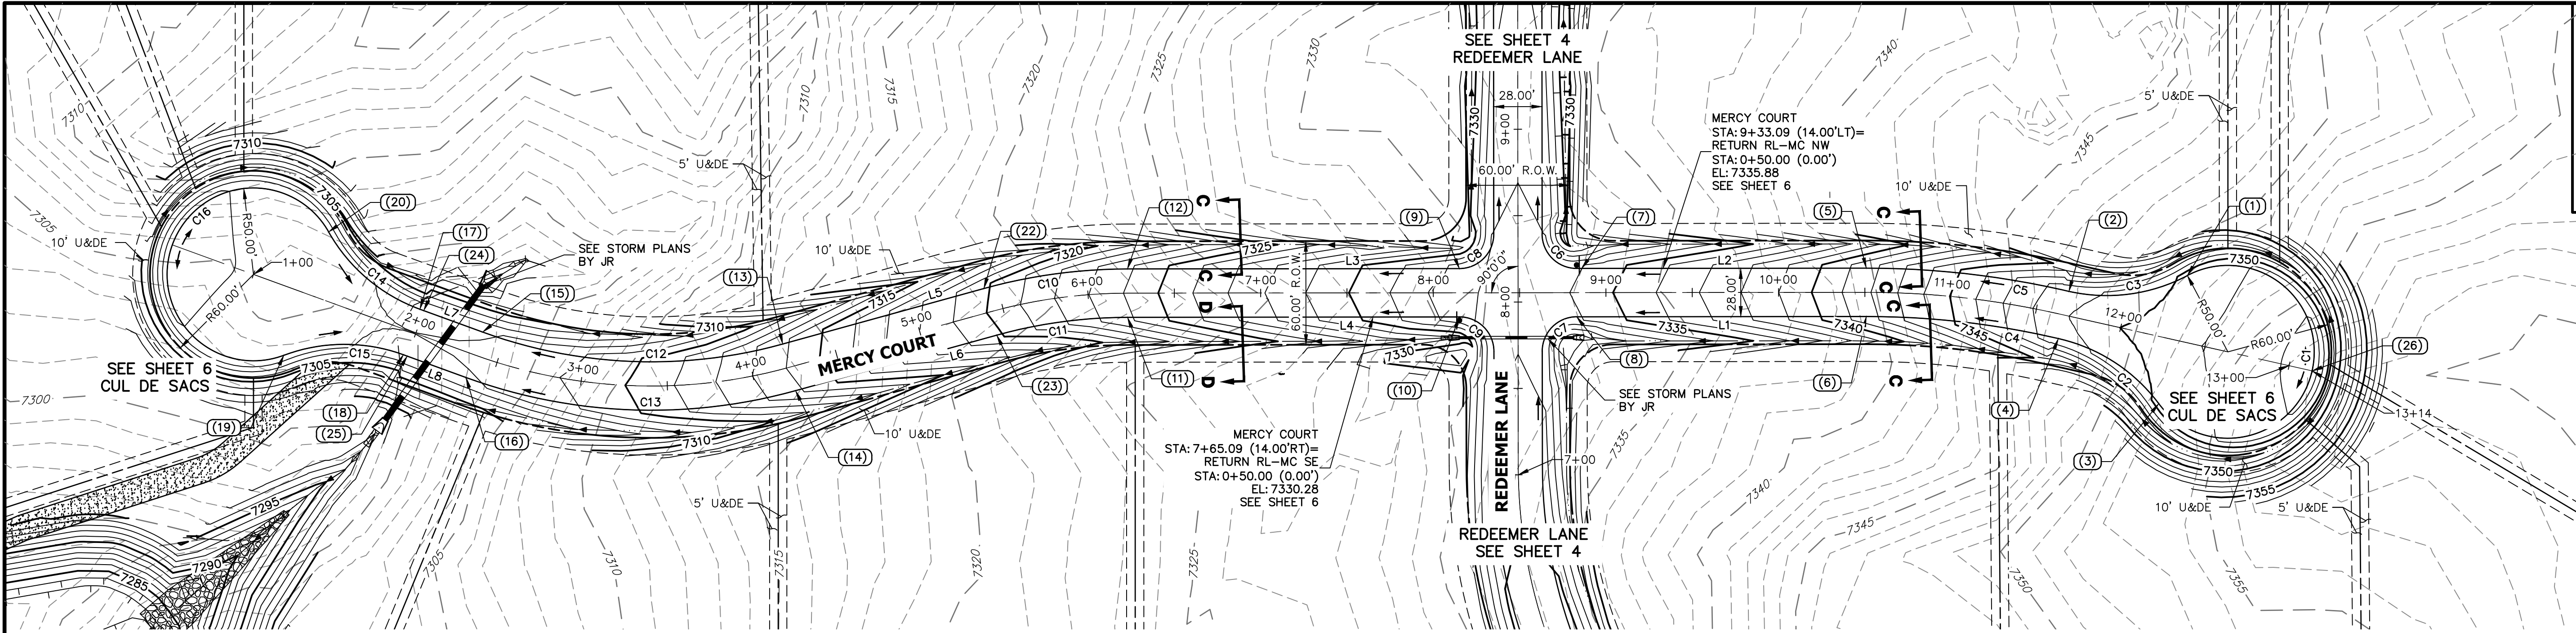 SEE SHEET 4
REDEEMER LANE
28.00'
9+00
60.00' R.O.W.
MERCY COURT
STA: 9+33.09 (14.00'LT)=
RETURN RL-MC NW
STA: 0+50.00 (0.00')
EL: 7335.88
SEE SHEET 6
5' U&DE
5' U&DE
10' U&DE
10' U&DE
10' U&DE
7310
7305
7310
7305
7310
7315
7320
7325
7330
7330
7330
7340
7345
C16
R50.00'
R60.00'
1+00
(20)
(17)
(24)
SEE STORM PLANS
BY JR
(15)
C14
L7
2+00
(13)
(22)
(12)
(9)
(7)
(5)
(2)
(1)
C
C
C
C
D
D
C
C
7320
7325
7315
7310
L5
C10
6+00
7+00
60.00' R.O.W.
L3
8+00
C8
90°0'0"
C6
8+00
9+00
L2
28.00'
10+00
11+00
C5
C3
7350
R50.00'
12+00
R60.00'
C1
13+00
13+14
(26)
SEE SHEET 6
CUL DE SACS
7305
C15
L8
3+00
C12
4+00
5+00
MERCY COURT
C11
L6
L4
C9
C7
7335
L1
7340
7345
C4
C2
SEE SHEET 6
CUL DE SACS
7300
(19)
(18)
(25)
(16)
C13
7310
(14)
10' U&DE
(23)
(11)
7330
(10)
(8)
(6)
(4)
(3)
SEE STORM PLANS
BY JR
MERCY COURT
STA: 7+65.09 (14.00'RT)=
RETURN RL-MC SE
STA: 0+50.00 (0.00')
EL: 7330.28
SEE SHEET 6
REDEEMER LANE
7+00
7335
7340
7345
7350
7355
7350
7355
10' U&DE
5' U&DE
5' U&DE
7295
7290
7285
7305
7310
7315
7320
7325
REDEEMER LANE
SEE SHEET 4